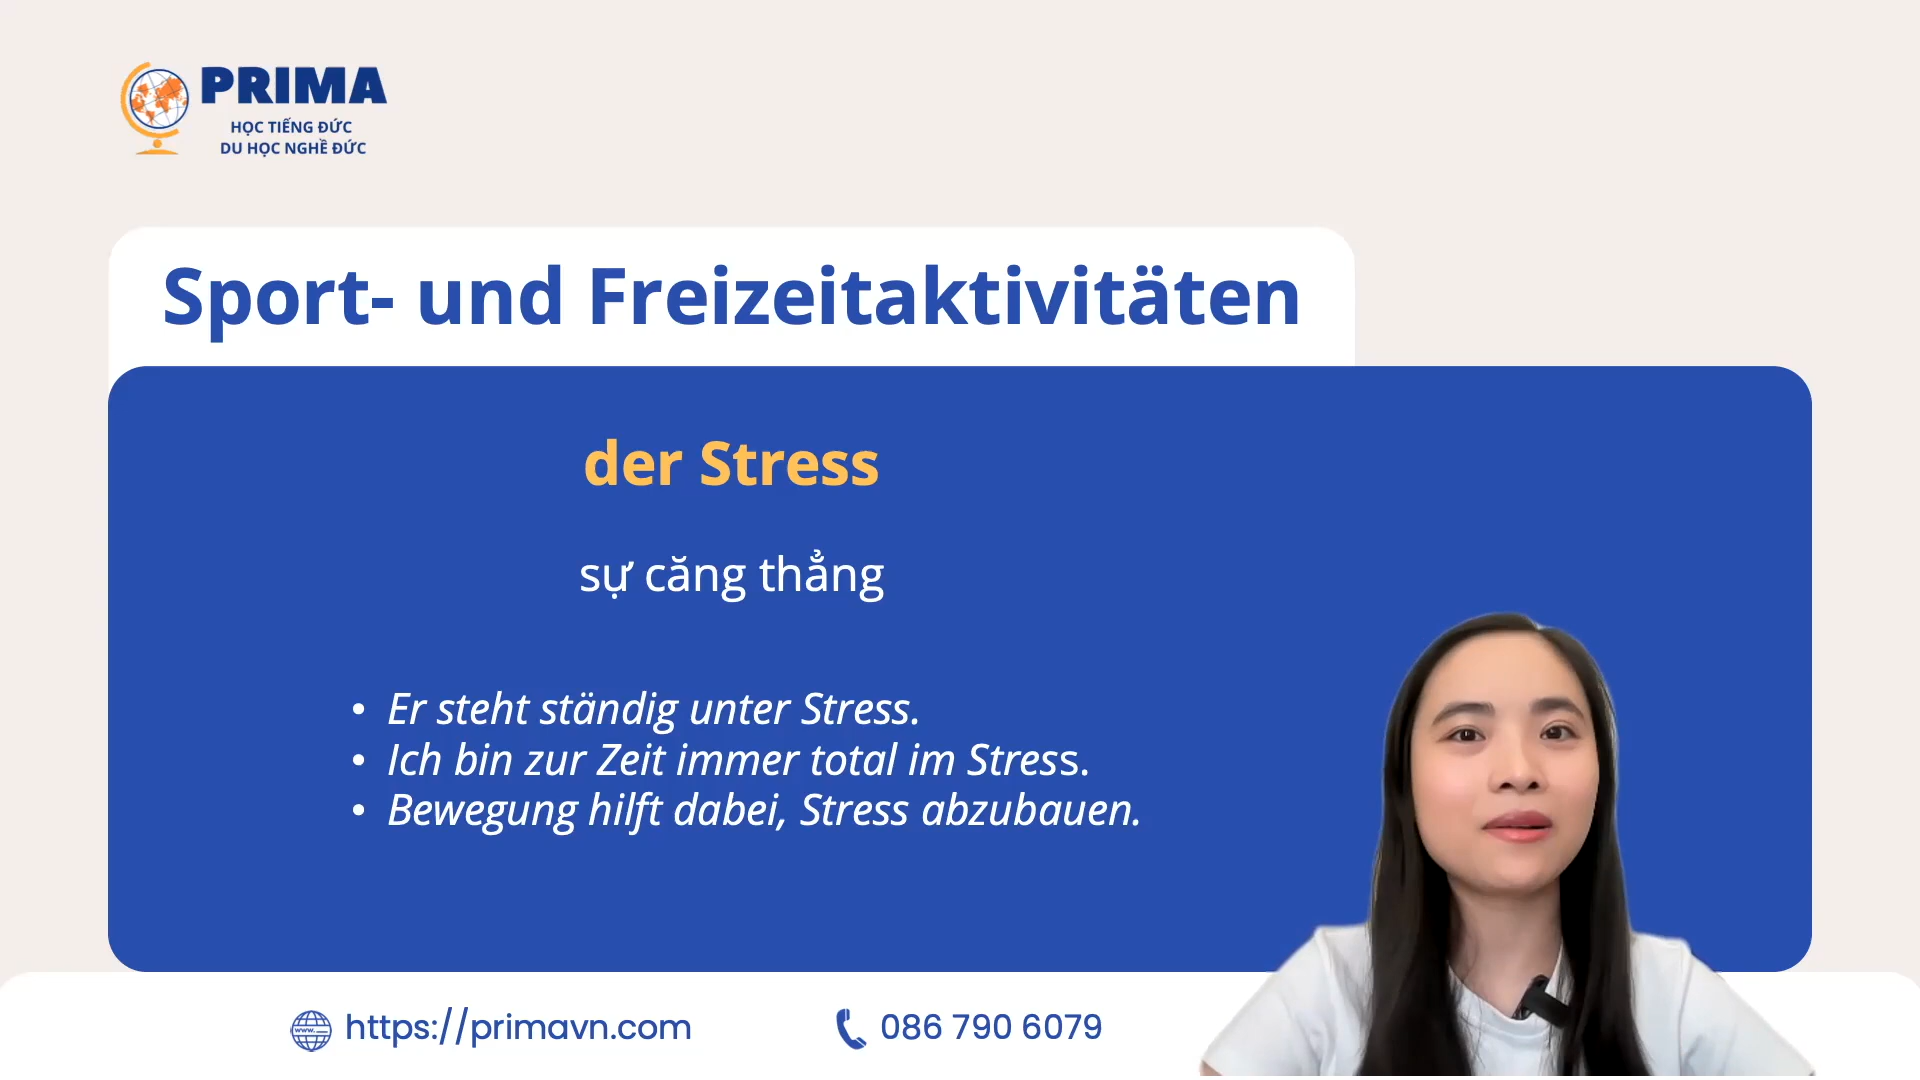 PRIMA
HỌC TIẾNG ĐỨC
DU HỌC NGHỀ ĐỨC
Sport- und Freizeitaktivitäten
der Stress
sự căng thẳng
• Er steht ständig unter Stress.
• Ich bin zur Zeit immer total im Stress.
• Bewegung hilft dabei, Stress abzubauen.
www. https://primavn.com 086 790 6079